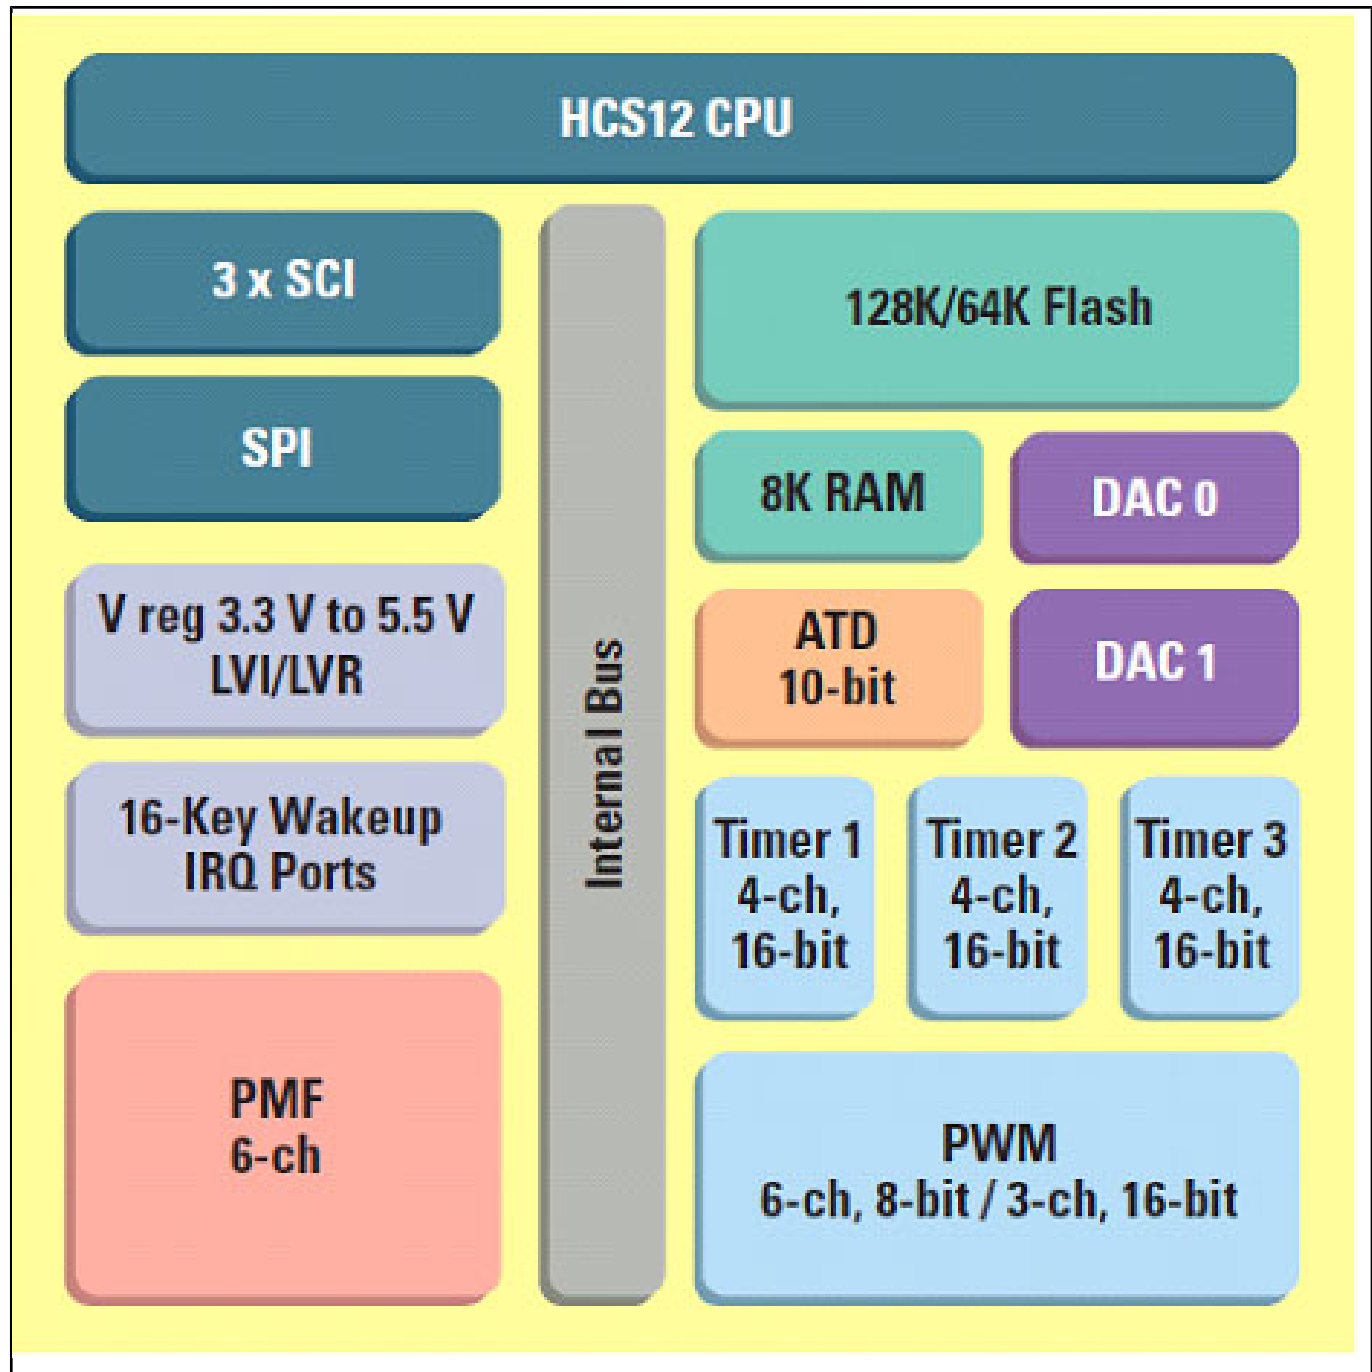 HCS12 CPU
3 x SCI
SPI
V reg 3.3 V to 5.5 V
LVI/LVR
16-Key Wakeup
IRQ Ports
PMF
6-ch
Internal Bus
128K/64K Flash
8K RAM
DAC 0
ATD
10-bit
DAC 1
Timer 1
4-ch,
16-bit
Timer 2
4-ch,
16-bit
Timer 3
4-ch,
16-bit
PWM
6-ch, 8-bit / 3-ch, 16-bit